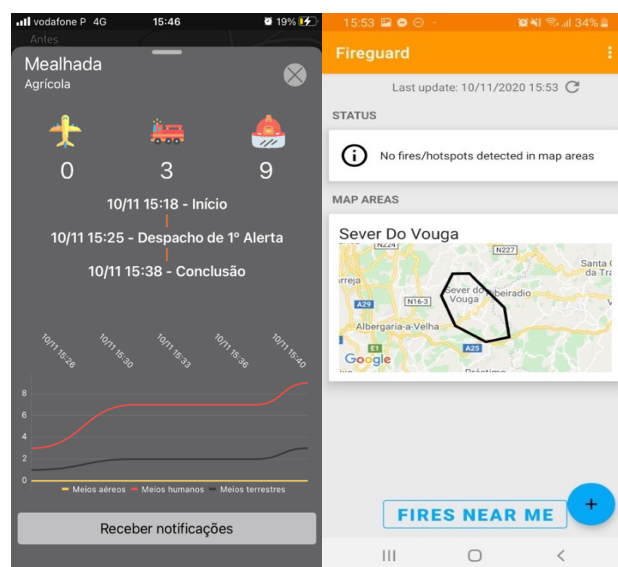 vodafone P 4G 15:46 19%
Antes
Mealhada
Agrícola
0 3 9
10/11 15:18 - Início
10/11 15:25 - Despacho de 1º Alerta
10/11 15:38 - Conclusão
10/11 15:26 10/11 15:30 10/11 15:33 10/11 15:36 10/11 15:40
8
6
4
2
0
Meios aéreos Meios humanos Meios terrestres
Receber notificações
15:53 34%
Fireguard
Last update: 10/11/2020 15:53
STATUS
No fires/hotspots detected in map areas
MAP AREAS
Sever Do Vouga
N224
N227
Santa
da Tra
irreja
Sever do
Vouga
ibeiradio
A29
N16-3
V
Albergaria-a-Velha
E1
A25
Google
FIRES NEAR ME
+